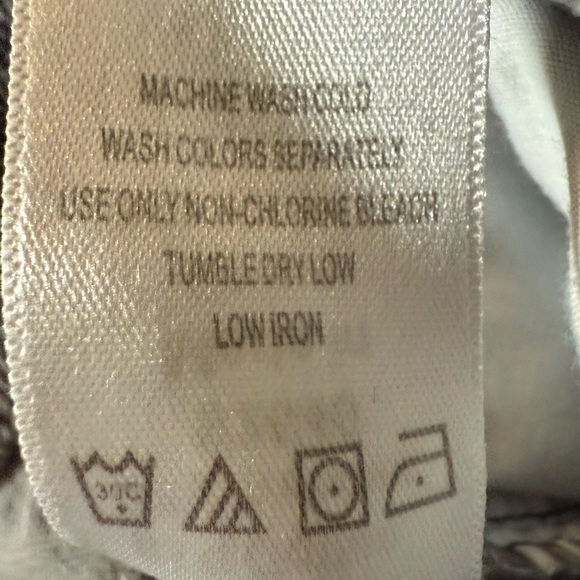 MACHINE WASH COLD
WASH COLORS SEPARATELY
USE ONLY NON-CHLORINE BLEACH
TUMBLE DRY LOW
LOW IRON
30°C